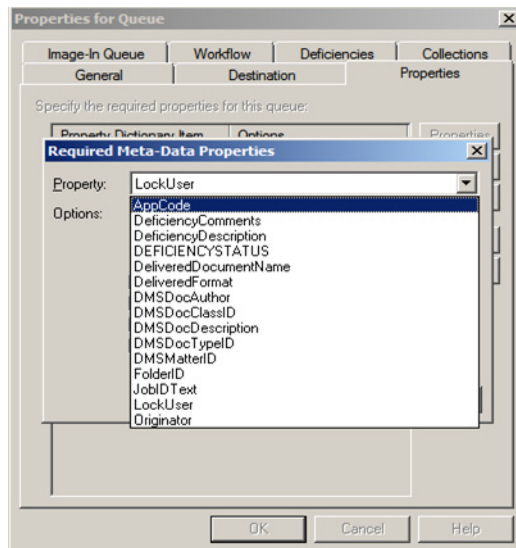 Properties for Queue
Image-In Queue Workflow Deficiencies Collections
General Destination Properties
Specify the required properties for this queue:
Property Dictionary Item Options Properties
Required Meta-Data Properties
Property: LockUser
Options:
AppCode
DeficiencyComments
DeficiencyDescription
DEFICIENCYSTATUS
DeliveredDocumentName
DeliveredFormat
DMSDocAuthor
DMSDocClassID
DMSDocDescription
DMSDocTypeID
DMSMatterID
FolderID
JobIDText
LockUser
Originator
OK Cancel Help